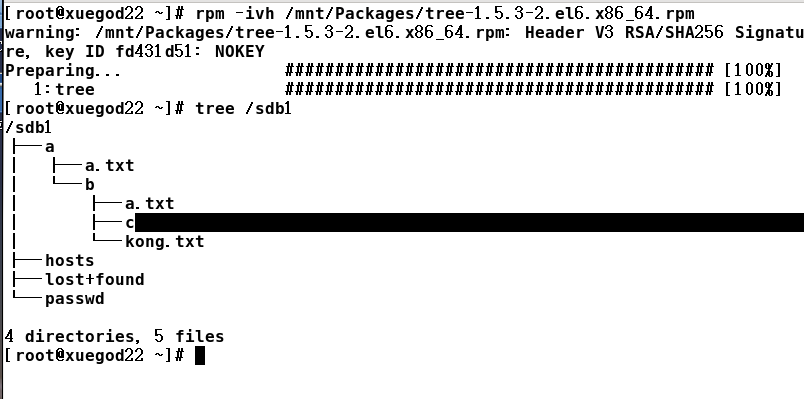 [root@xuegod22 ~]# rpm -ivh /mnt/Packages/tree-1.5.3-2.el6.x86_64.rpm
warning: /mnt/Packages/tree-1.5.3-2.el6.x86_64.rpm: Header V3 RSA/SHA256 Signatu
re, key ID fd431d51: NOKEY
Preparing... ########################################### [100%]
1:tree ########################################### [100%]
[root@xuegod22 ~]# tree /sdb1
/sdb1
├── a
│   ├── a.txt
│   └── b
│       ├── a.txt
│       ├── c
│       └── kong.txt
├── hosts
├── lost+found
└── passwd
4 directories, 5 files
[root@xuegod22 ~]#